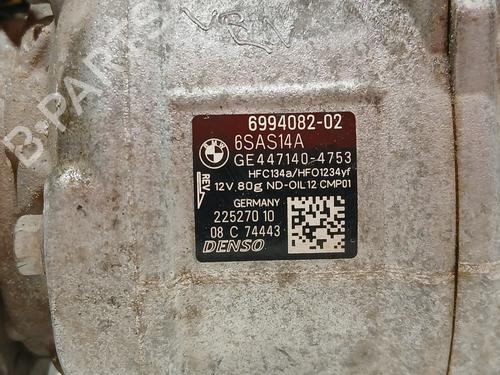 B-PARTS
6994082-02
6SAS14A
GE447140-4753
HFC134a/HFO1234yf
REV
12V.80g ND-OIL12 CMP01
GERMANY
225270 10
08 C 74443
DENSO